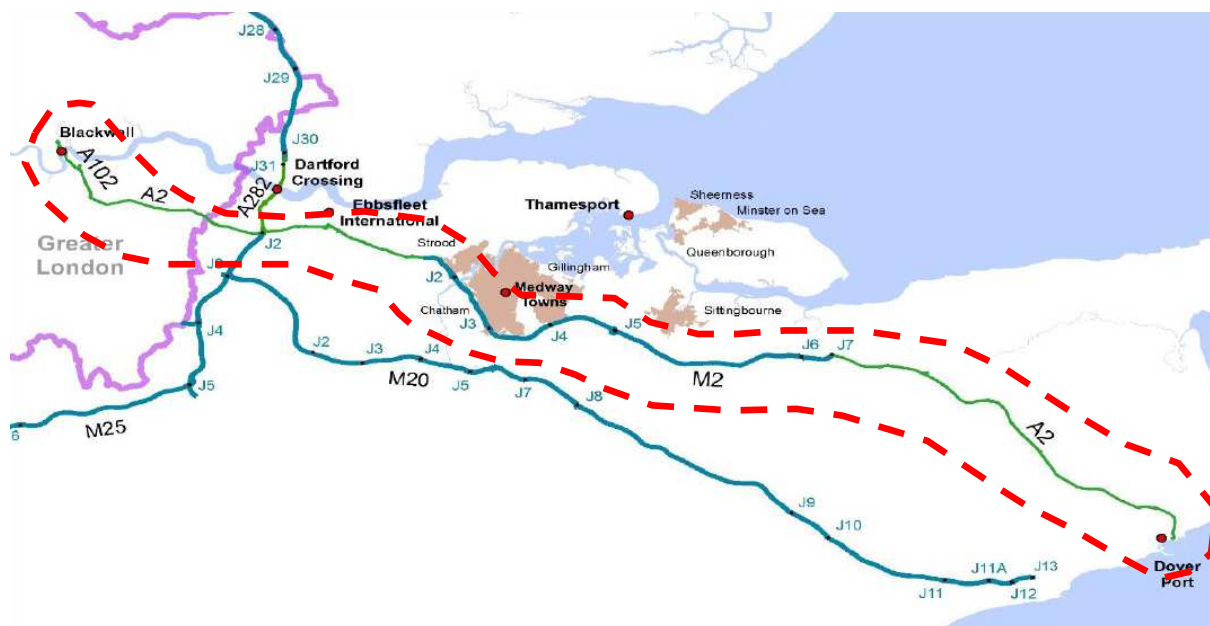 J28
J29
Blackwall
A102
J30
J31
Dartford
Crossing
A2
A282
Ebbsfleet
International
Thamesport
Sheerness
Minster on Sea
Greater
London
J2
Strood
Queenborough
J2
Gillingham
Medway
Towns
Chatham
Sittingbourne
J3
J4
J5
J4
J2
J3
J4
J5
J6
J7
M20
M2
J5
J7
J8
6
M25
A2
J9
J10
J11
J11A
J12
J13
Dover
Port